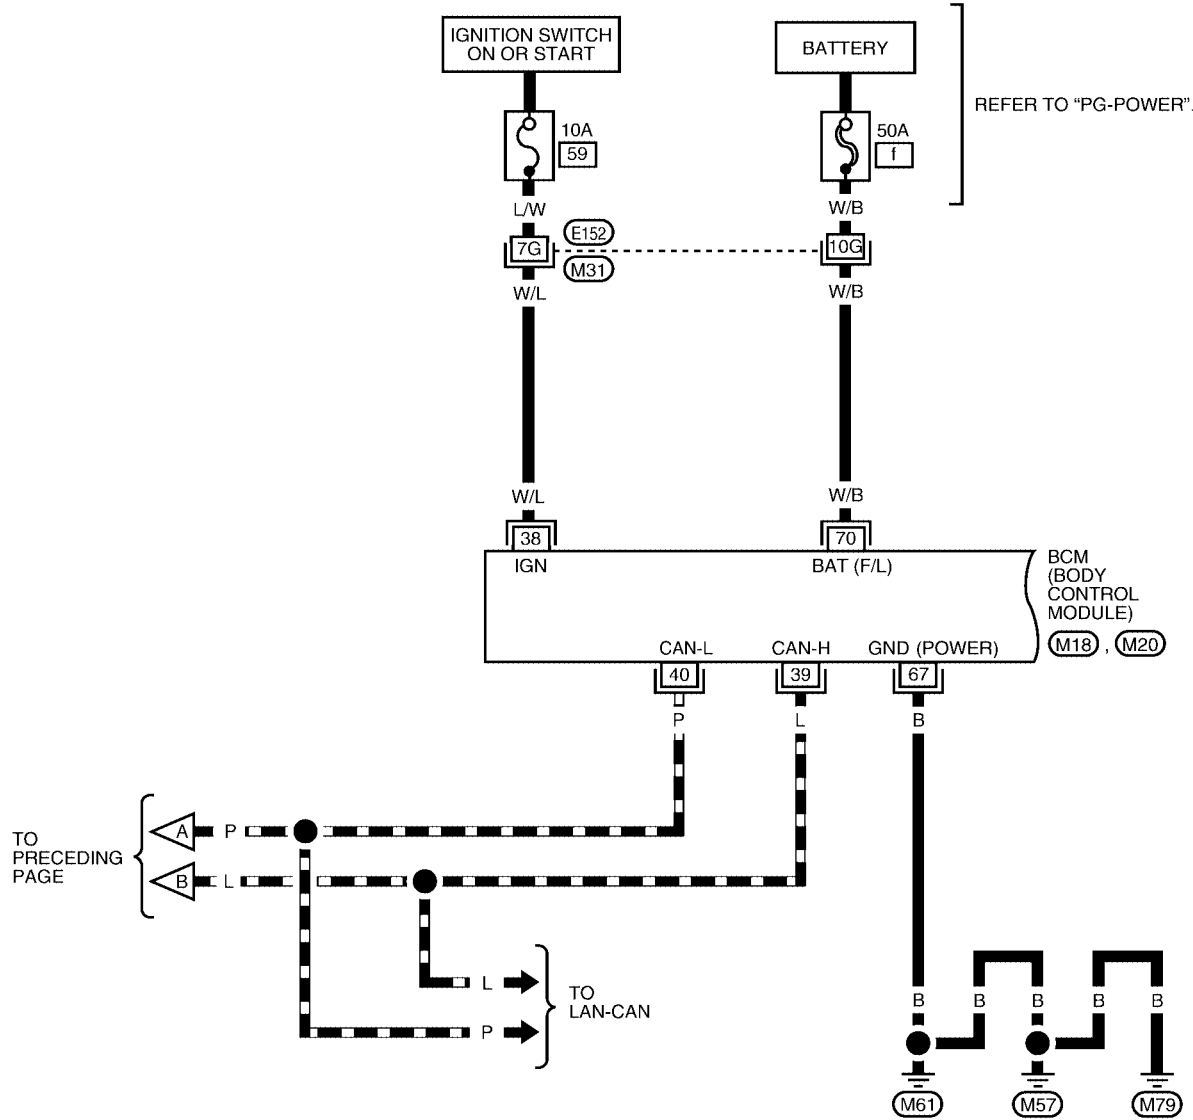 IGNITION SWITCH
ON OR START
BATTERY
REFER TO “PG-POWER”.
10A
59
50A
f
L/W
W/B
7G
E152
M31
10G
W/L
W/B
W/L
W/B
38
70
IGN
BAT (F/L)
BCM
(BODY
CONTROL
MODULE)
M18 , M20
CAN-L
CAN-H
GND (POWER)
40
39
67
P
L
B
TO
PRECEDING
PAGE
A
P
B
L
L
P
TO
LAN-CAN
B
B
B
B
B
M61
M57
M79